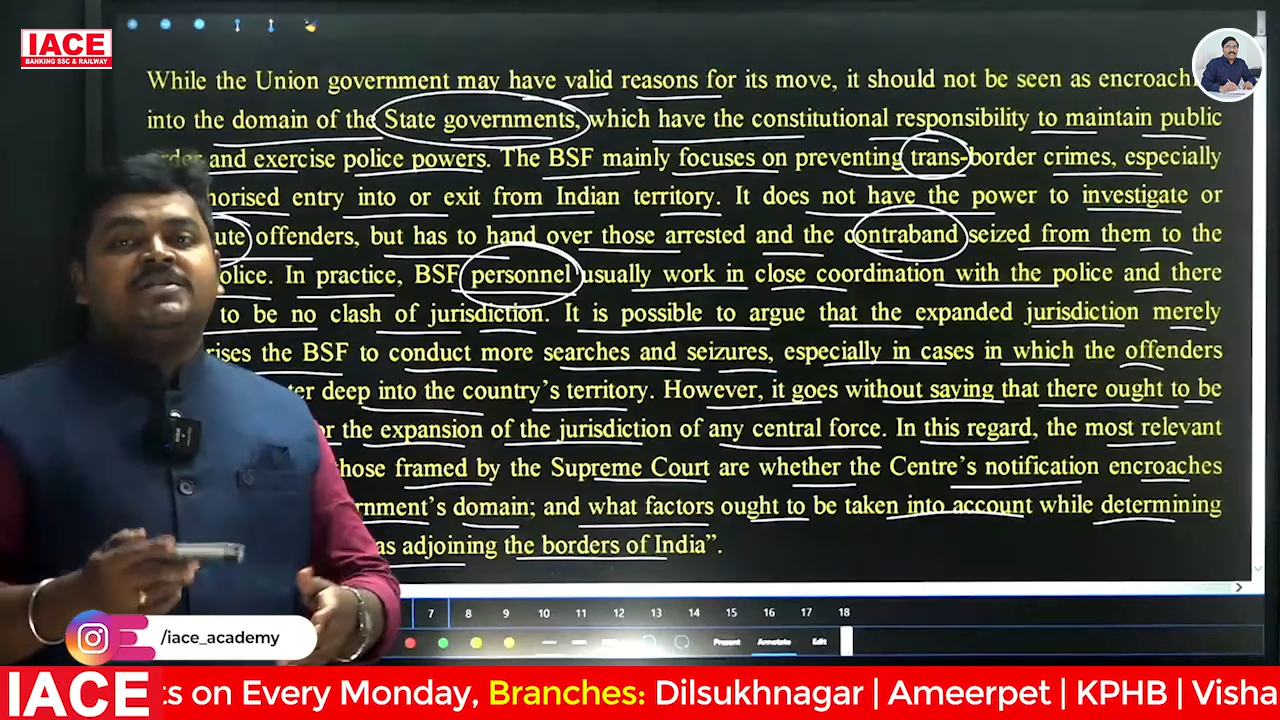 IACE
BANKING SSC & RAILWAY
While the Union government may have valid reasons for its move, it should not be seen as
into the domain of the State governments, which have the constitutional responsibility to maintain public
and exercise police powers. The BSF mainly focuses on preventing trans-border crimes, especially
entry into or exit from Indian territory. It does not have the power to investigate or
offenders, but has to hand over those arrested and the contraband seized from them to the
In practice, BSF personnel usually work in close coordination with the police and there
to be no clash of jurisdiction. It is possible to argue that the expanded jurisdiction merely
the BSF to conduct more searches and seizures, especially in cases in which the offenders
deep into the country's territory. However, it goes without saying that there ought to be
the expansion of the jurisdiction of any central force. In this regard, the most relevant
those framed by the Supreme Court are whether the Centre's notification encroaches
domain; and what factors ought to be taken into account while determining
as adjoining the borders of India”.
7 8 9 10 11 12 13 14 15 16 17 18
Present Annotate Edit
/iace_academy
IACE ts on Every Monday, Branches: Dilsukhnagar | Ameerpet | KPHB | Visha